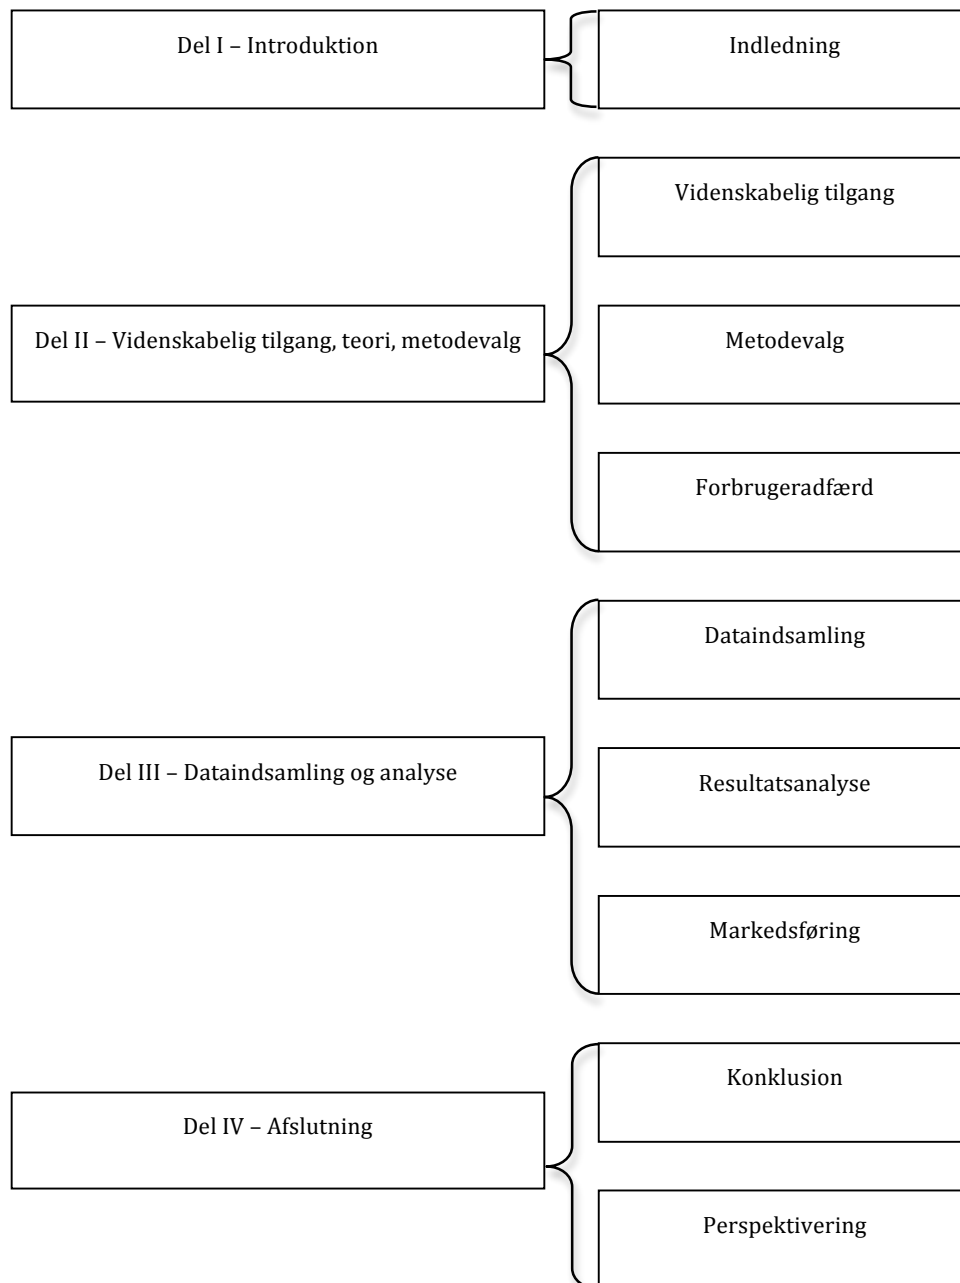 Del I – Introduktion
Indledning
Videnskabelig tilgang
Del II – Videnskabelig tilgang, teori, metodevalg
Metodevalg
Forbrugeradfærd
Dataindsamling
Del III – Dataindsamling og analyse
Resultatsanalyse
Markedsføring
Konklusion
Del IV – Afslutning
Perspektivering